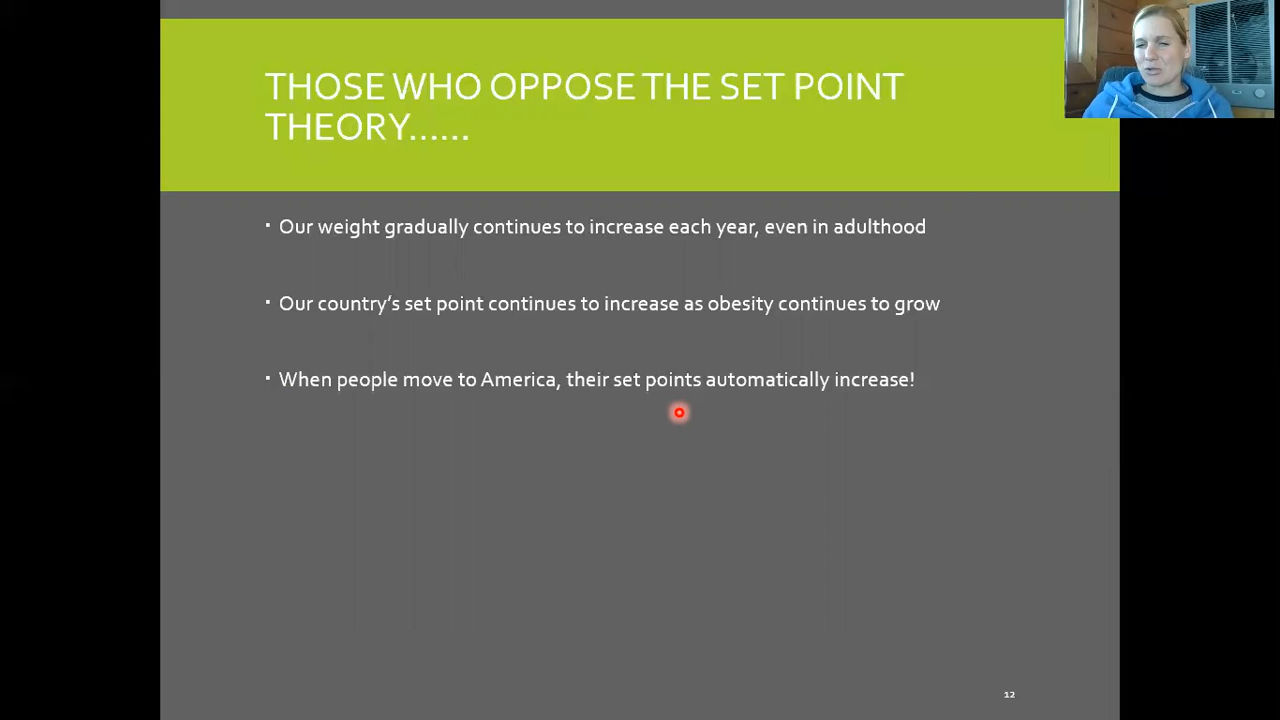 THOSE WHO OPPOSE THE SET POINT
THEORY......
▪ Our weight gradually continues to increase each year, even in adulthood
▪ Our country’s set point continues to increase as obesity continues to grow
▪ When people move to America, their set points automatically increase!
12